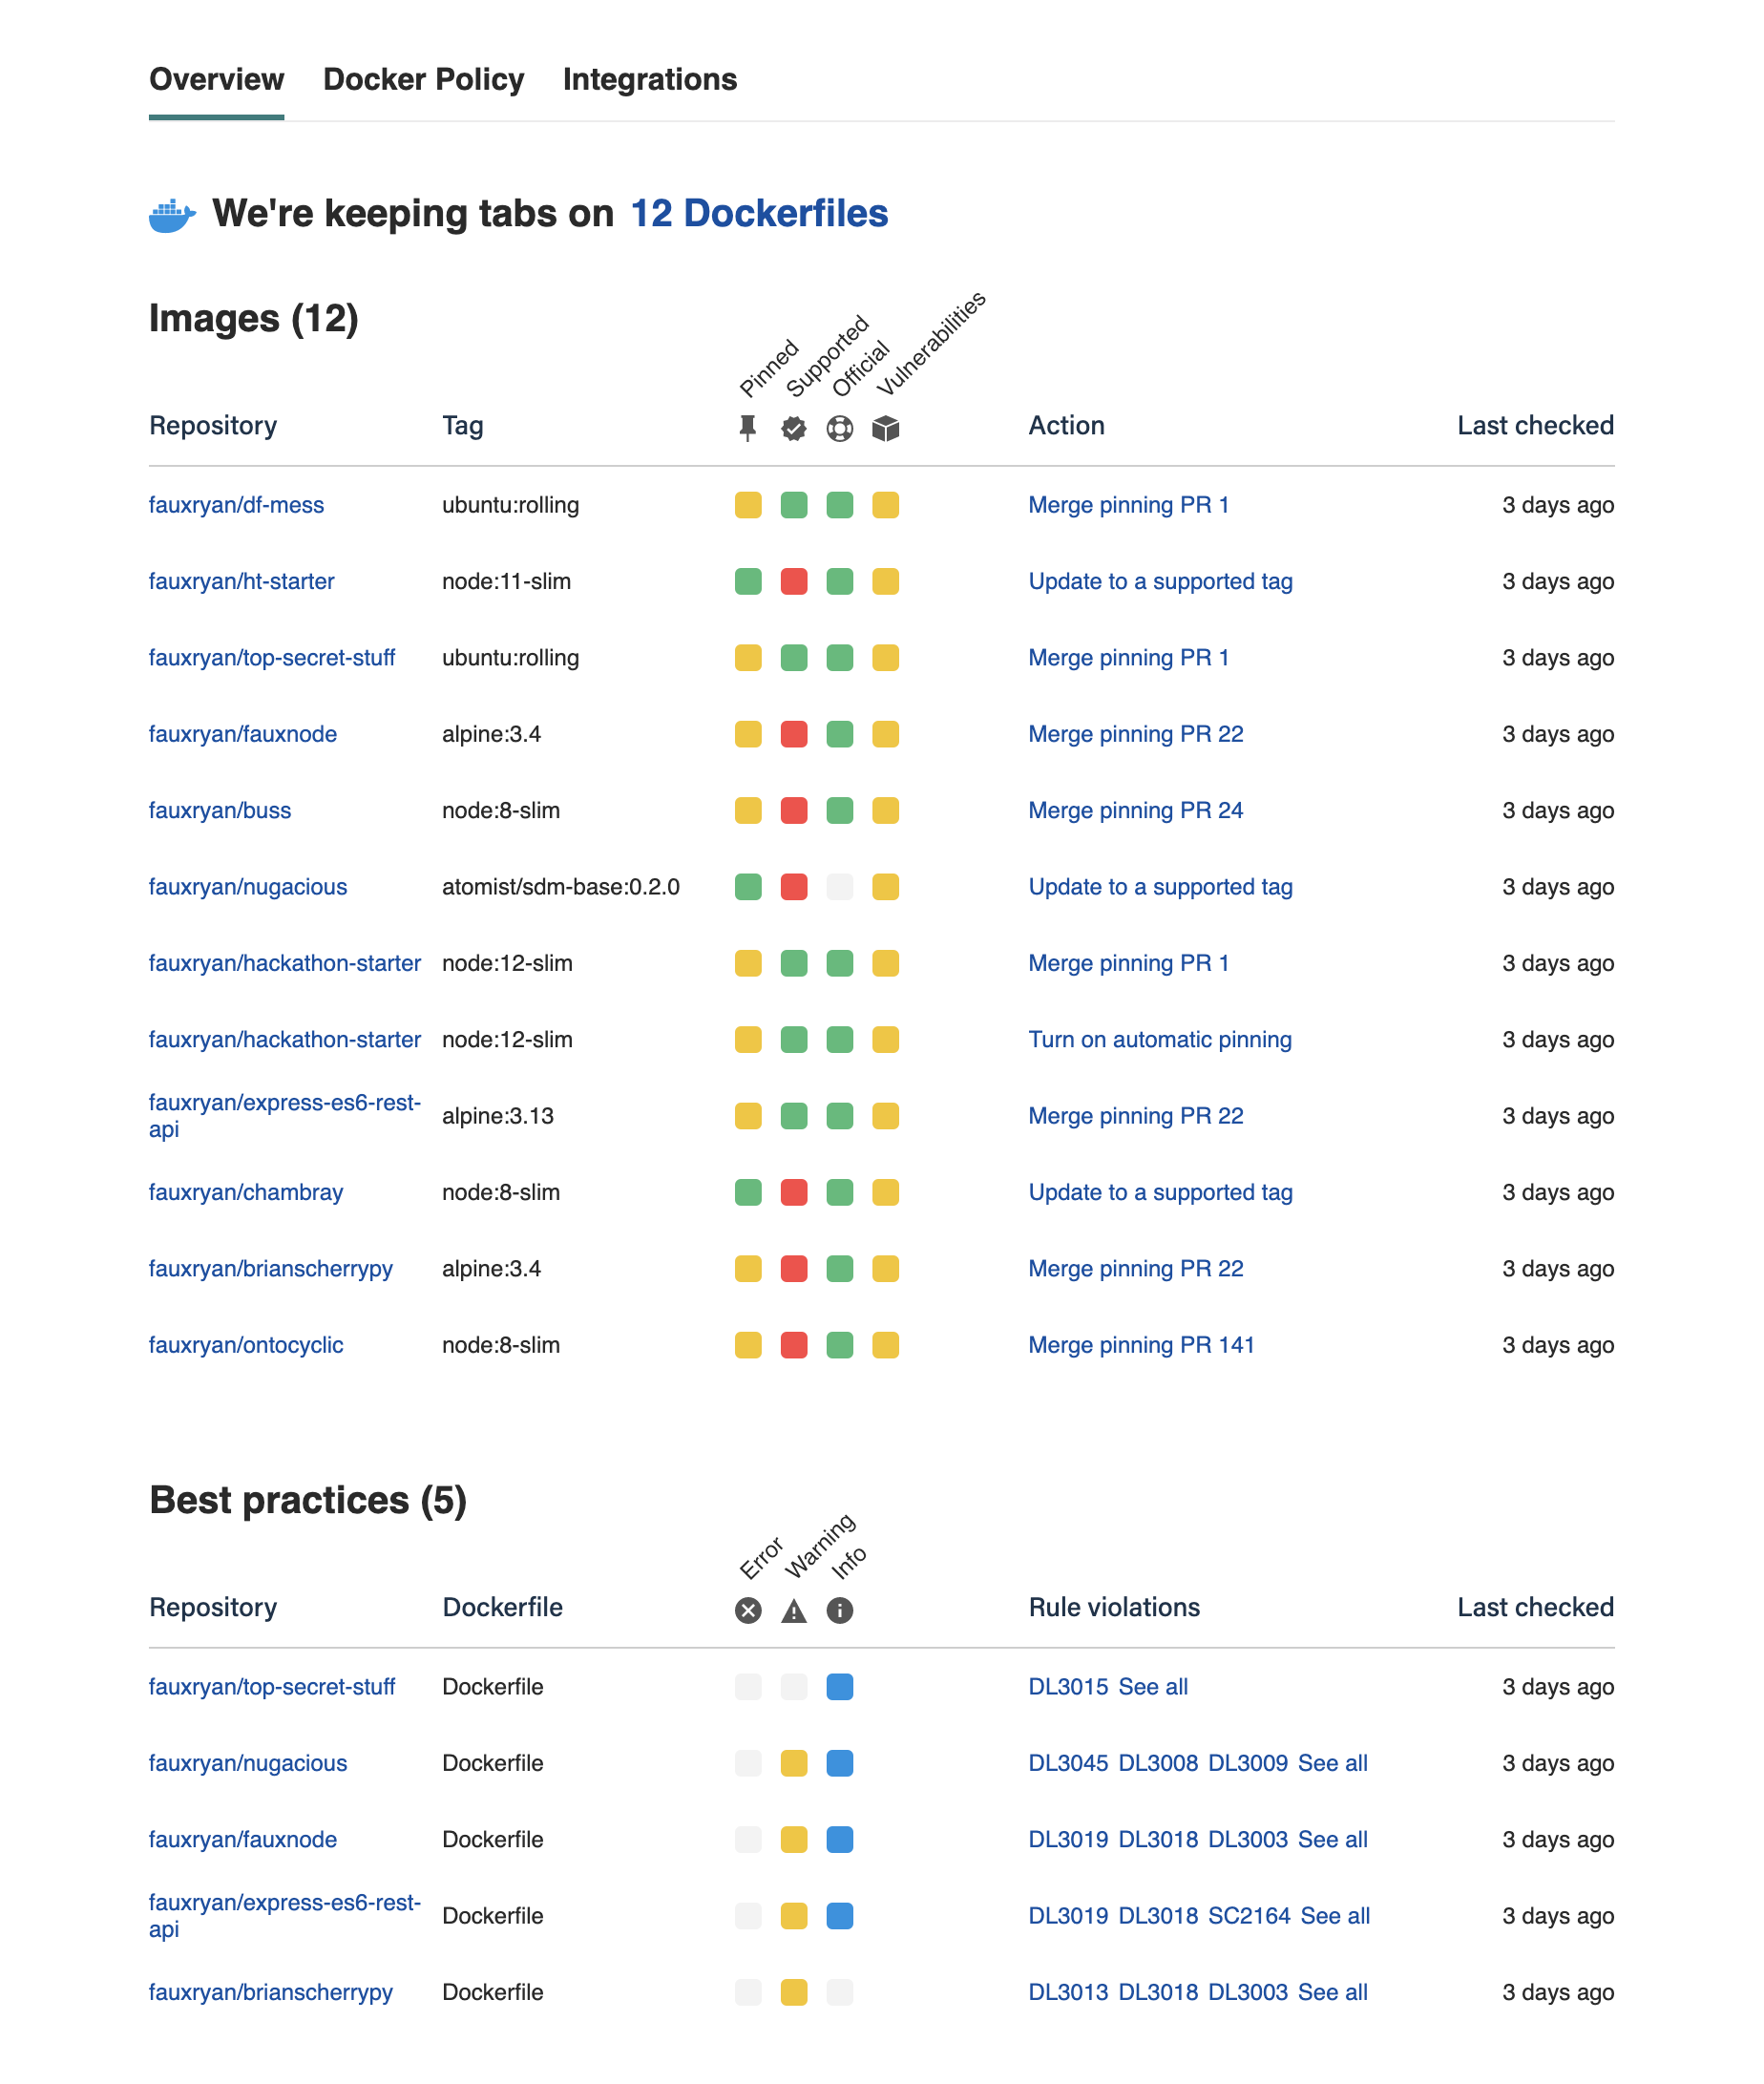 Overview Docker Policy Integrations
We're keeping tabs on 12 Dockerfiles
Images (12)
Pinned Supported Official Vulnerabilities
Repository Tag Action Last checked
fauxryan/df-mess ubuntu:rolling Merge pinning PR 1 3 days ago
fauxryan/ht-starter node:11-slim Update to a supported tag 3 days ago
fauxryan/top-secret-stuff ubuntu:rolling Merge pinning PR 1 3 days ago
fauxryan/fauxnode alpine:3.4 Merge pinning PR 22 3 days ago
fauxryan/buss node:8-slim Merge pinning PR 24 3 days ago
fauxryan/nugacious atomist/sdm-base:0.2.0 Update to a supported tag 3 days ago
fauxryan/hackathon-starter node:12-slim Merge pinning PR 1 3 days ago
fauxryan/hackathon-starter node:12-slim Turn on automatic pinning 3 days ago
fauxryan/express-es6-rest-
api alpine:3.13 Merge pinning PR 22 3 days ago
fauxryan/chambray node:8-slim Update to a supported tag 3 days ago
fauxryan/brianscherrypy alpine:3.4 Merge pinning PR 22 3 days ago
fauxryan/ontocyclic node:8-slim Merge pinning PR 141 3 days ago
Best practices (5)
Error Warning Info
Repository Dockerfile Rule violations Last checked
fauxryan/top-secret-stuff Dockerfile DL3015 See all 3 days ago
fauxryan/nugacious Dockerfile DL3045 DL3008 DL3009 See all 3 days ago
fauxryan/fauxnode Dockerfile DL3019 DL3018 DL3003 See all 3 days ago
fauxryan/express-es6-rest-
api Dockerfile DL3019 DL3018 SC2164 See all 3 days ago
fauxryan/brianscherrypy Dockerfile DL3013 DL3018 DL3003 See all 3 days ago